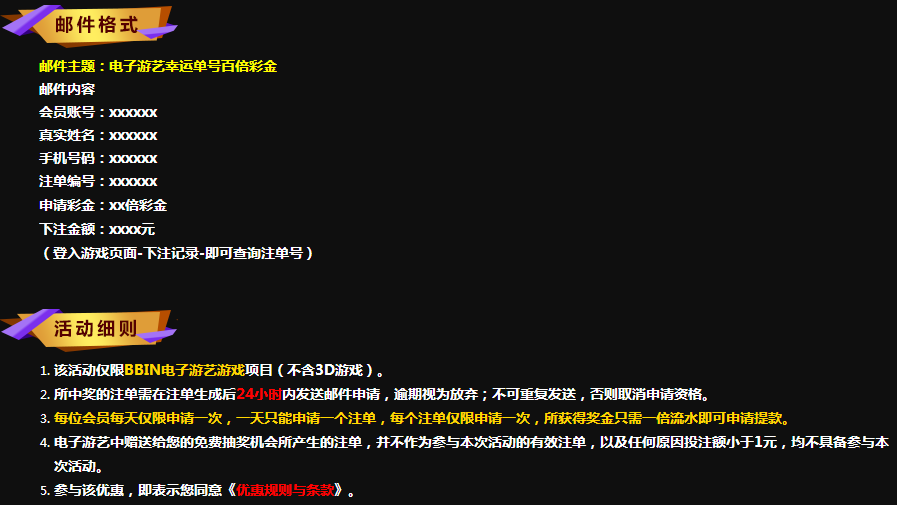 邮件格式
邮件主题：电子游艺幸运单号百倍彩金
邮件内容
会员账号：xxxxxx
真实姓名：xxxxxx
手机号码：xxxxxx
注单编号：xxxxxx
申请彩金：xx倍彩金
下注金额：xxxx元
（登入游戏页面-下注记录-即可查询注单号）
活动细则
1. 该活动仅限BBIN电子游艺游戏项目（不含3D游戏）。
2. 所中奖的注单需在注单生成后24小时内发送邮件申请，逾期视为放弃；不可重复发送，否则取消申请资格。
3. 每位会员每天仅限申请一次，一天只能申请一个注单，每个注单仅限申请一次，所获得奖金只需一倍流水即可申请提款。
4. 电子游艺中赠送给您的免费抽奖机会所产生的注单，并不作为参与本次活动的有效注单，以及任何原因投注额小于1元，均不具备参与本
次活动。
5. 参与该优惠，即表示您同意《优惠规则与条款》。